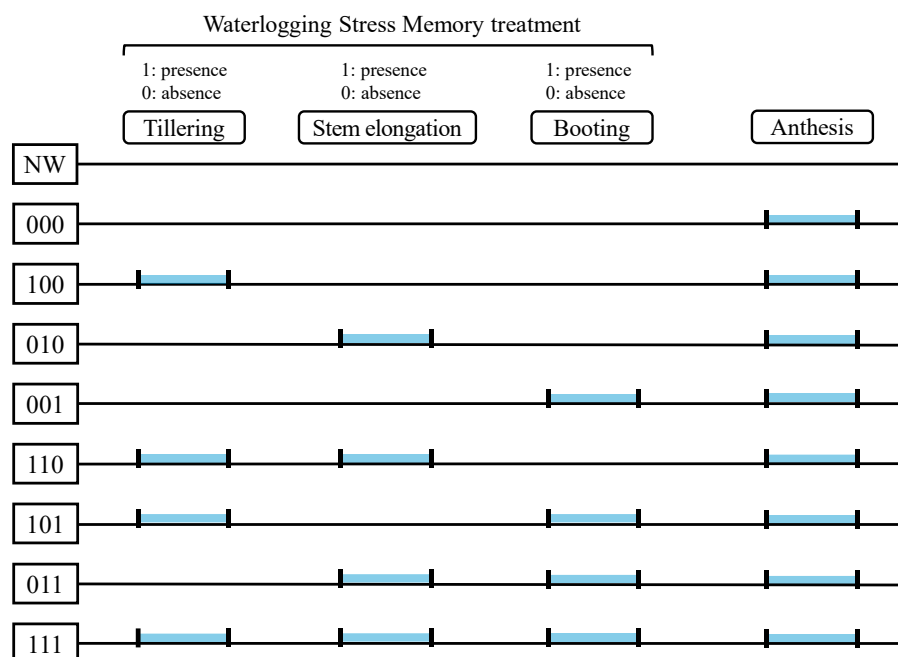 Waterlogging Stress Memory treatment
1: presence 1: presence 1: presence
0: absence 0: absence 0: absence
Tillering Stem elongation Booting Anthesis
NW
000
100
010
001
110
101
011
111